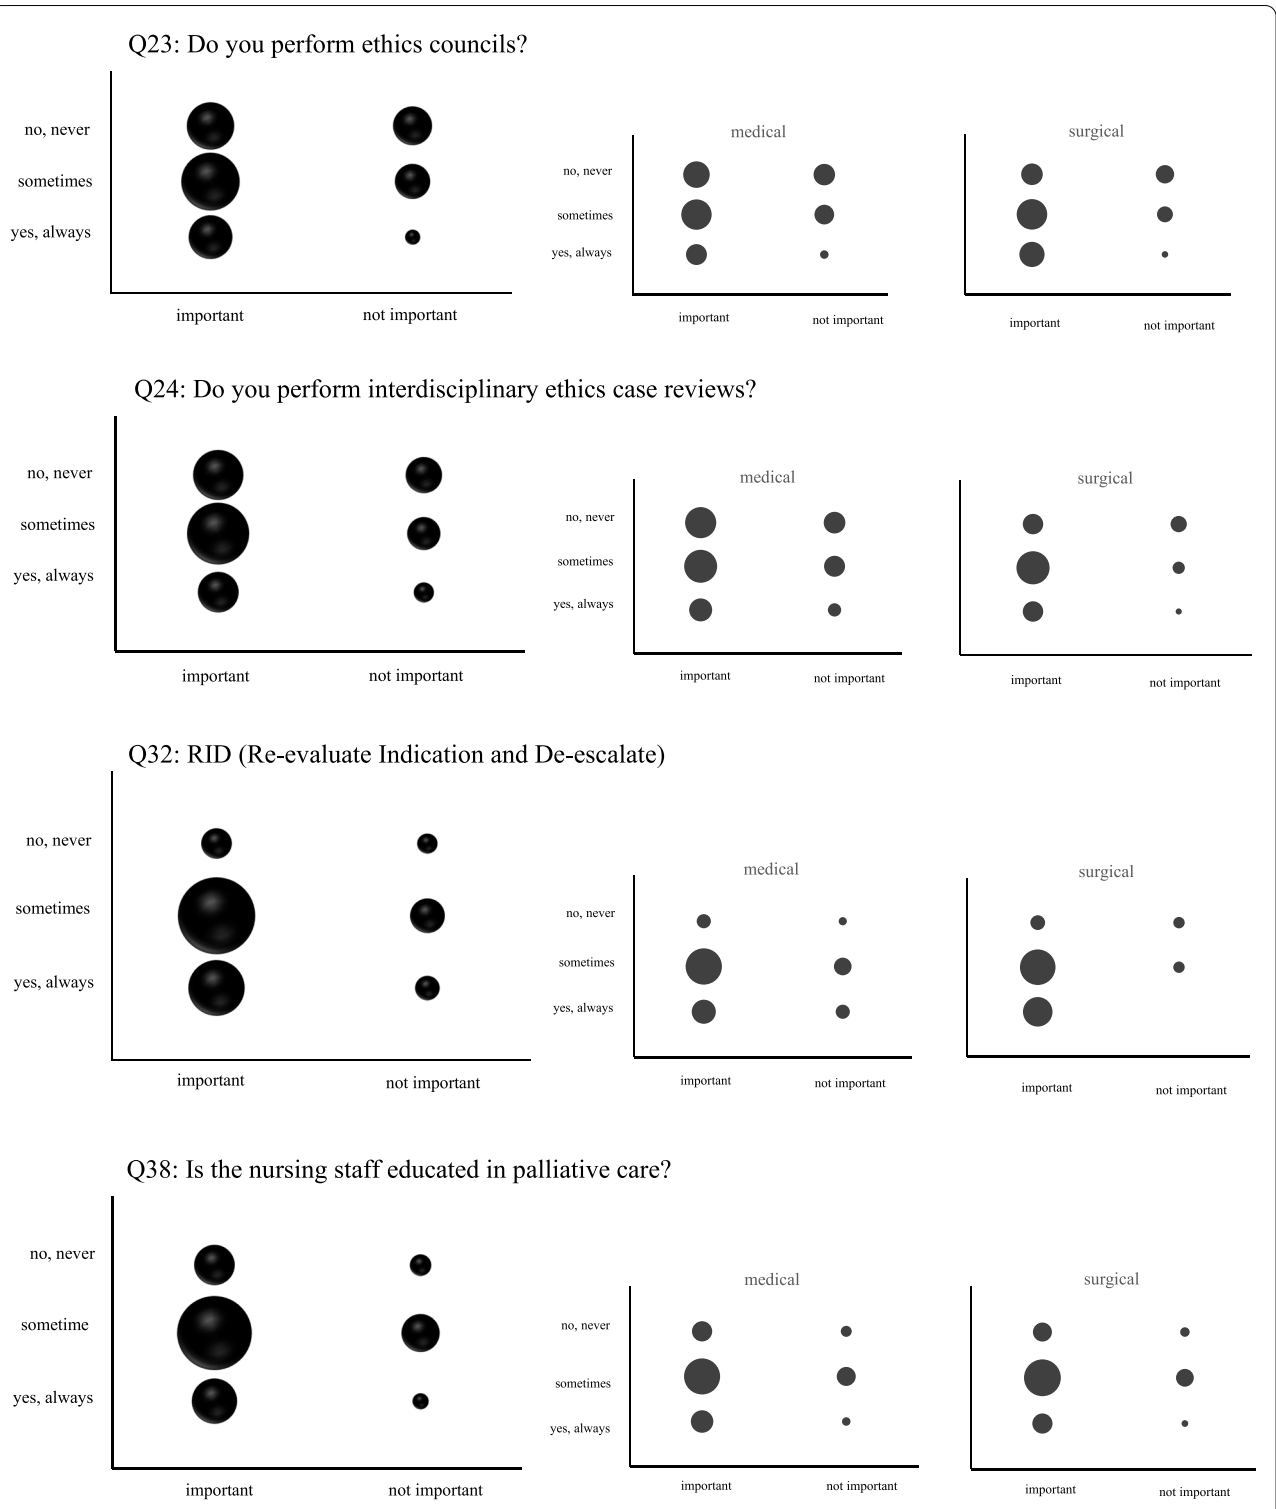 Q23: Do you perform ethics councils?
no, never
sometimes
yes, always
important
not important
medical
no, never
sometimes
yes, always
important
not important
surgical
important
not important
Q24: Do you perform interdisciplinary ethics case reviews?
no, never
sometimes
yes, always
important
not important
medical
no, never
sometimes
yes, always
important
not important
surgical
important
not important
Q32: RID (Re-evaluate Indication and De-escalate)
no, never
sometimes
yes, always
important
not important
medical
no, never
sometimes
yes, always
important
not important
surgical
important
not important
Q38: Is the nursing staff educated in palliative care?
no, never
sometime
yes, always
important
not important
medical
no, never
sometimes
yes, always
important
not important
surgical
important
not important